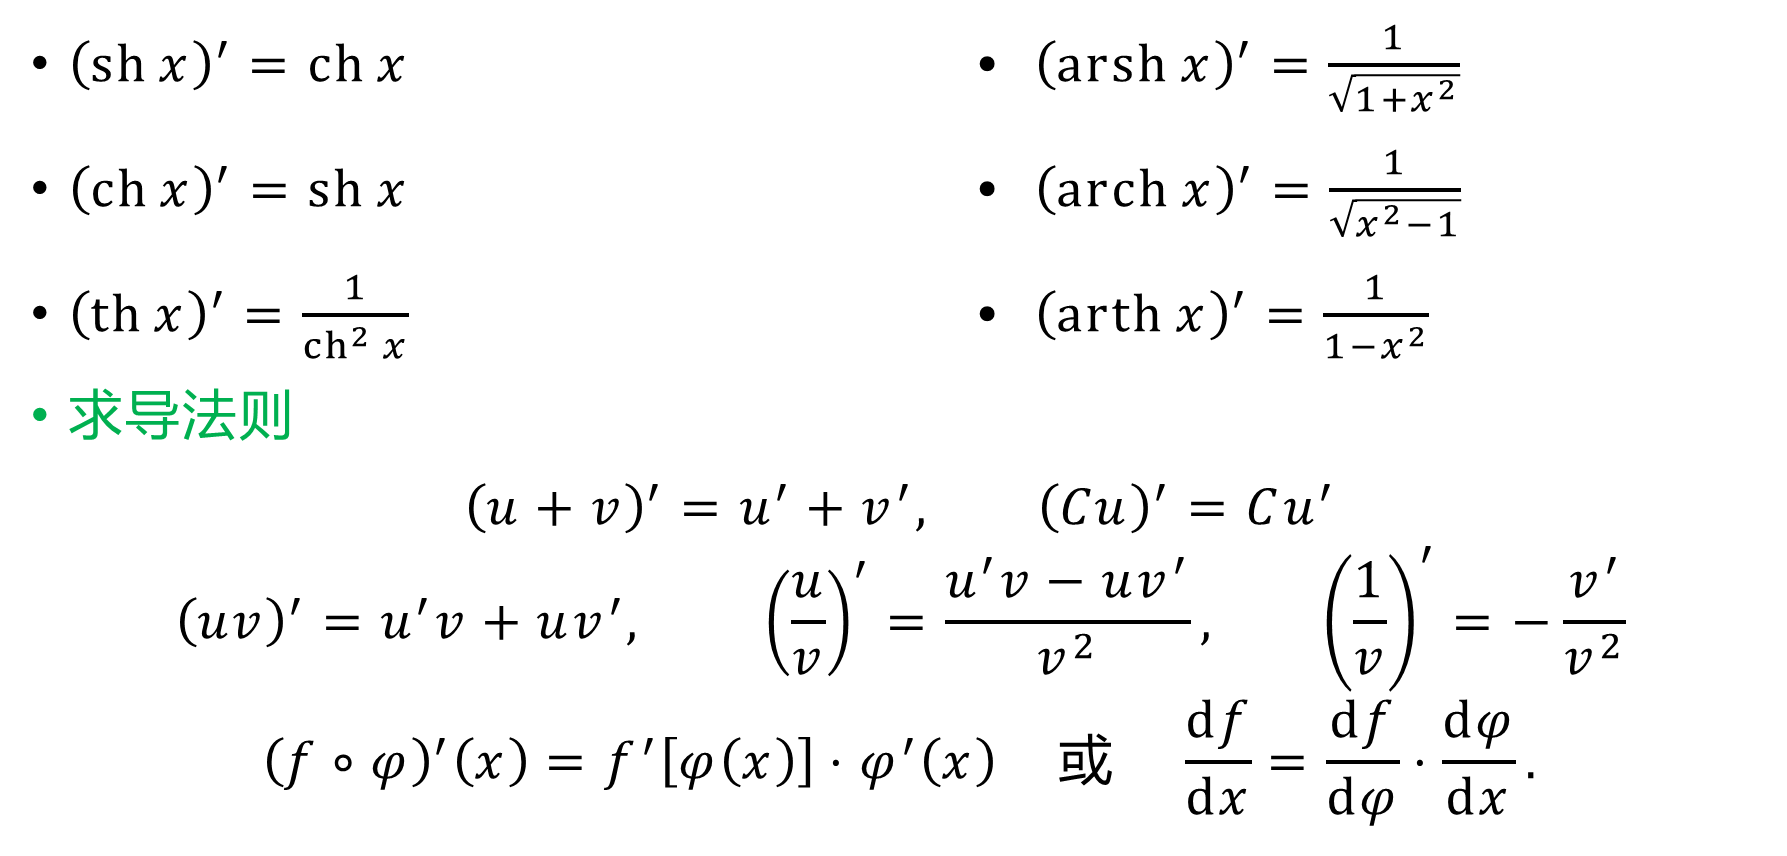 • (sh x)′ = ch x
• (arsh x)′ = 1/√(1+x²)
• (ch x)′ = sh x
• (arch x)′ = 1/√(x²−1)
• (th x)′ = 1/ch² x
• (arth x)′ = 1/(1−x²)
• 求导法则
(u + v)′ = u′ + v′, (Cu)′ = Cu′
(uv)′ = u′v + uv′, (u/v)′ = (u′v − uv′)/v², (1/v)′ = − v′/v²
(f ∘ φ)′(x) = f′[φ(x)] · φ′(x) 或 df/dx = df/dφ · dφ/dx.